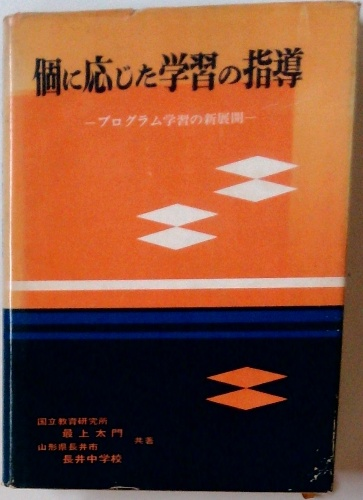 個に応じた学習の指導
―プログラム学習の新展開―
国立教育研究所
最上太門
山形県長井市
長井中学校
共著